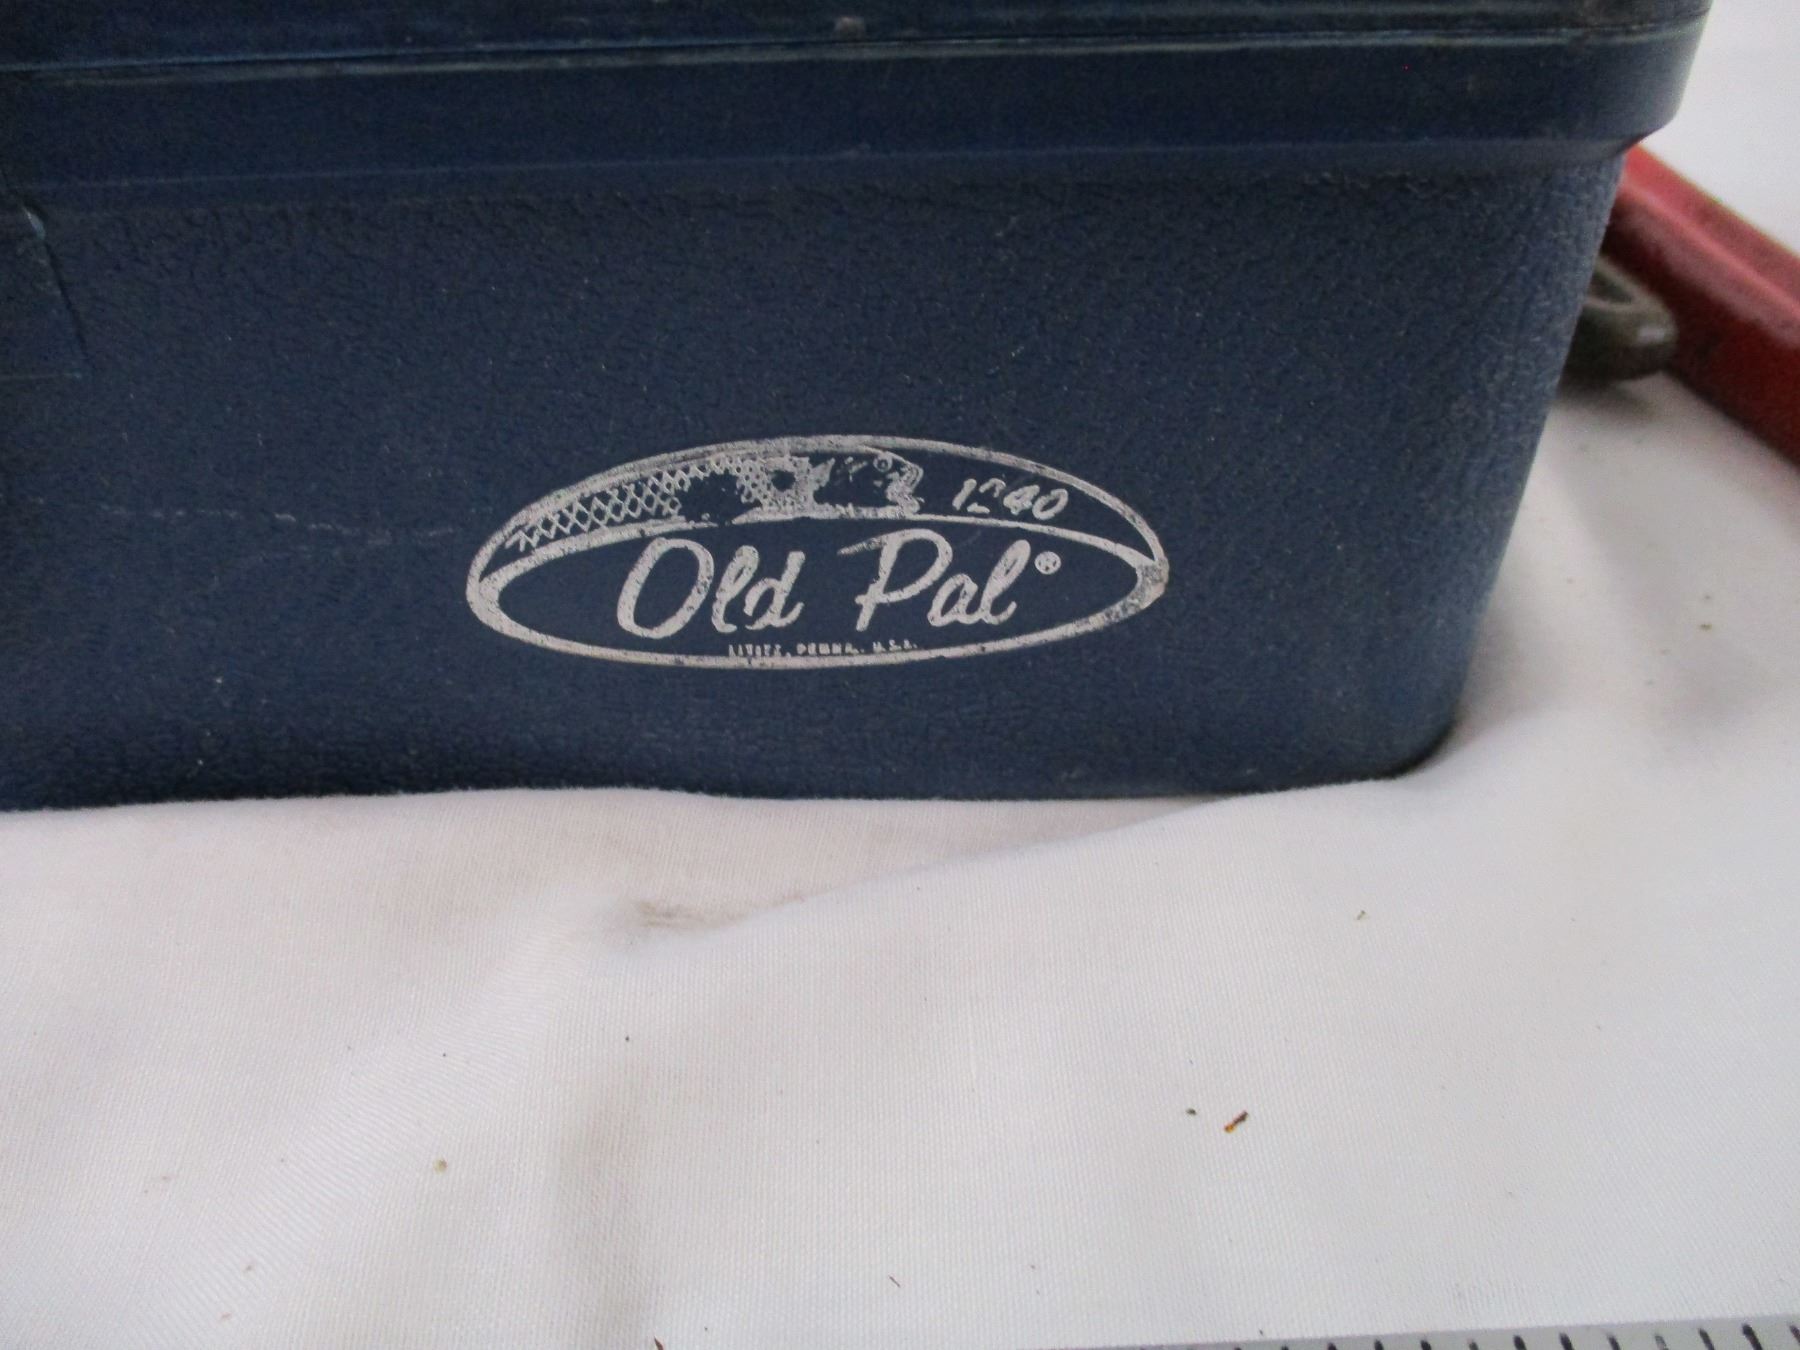 1240
Old Pal®
LITITZ, PENNA. U.S.A.